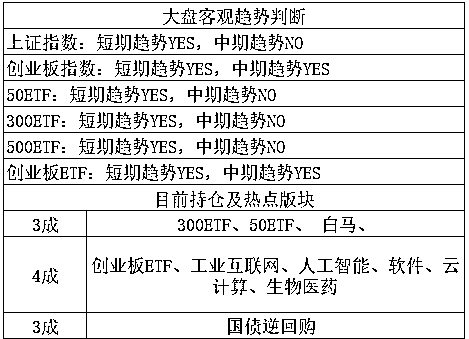 大盘客观趋势判断
上证指数：短期趋势YES，中期趋势NO
创业板指数：短期趋势YES，中期趋势YES
50ETF：短期趋势YES，中期趋势NO
300ETF：短期趋势YES，中期趋势NO
500ETF：短期趋势YES，中期趋势NO
创业板ETF：短期趋势YES，中期趋势YES
目前持仓及热点版块
3成 300ETF、50ETF、 白马、
4成 创业板ETF、工业互联网、人工智能、软件、云
计算、生物医药
3成 国债逆回购